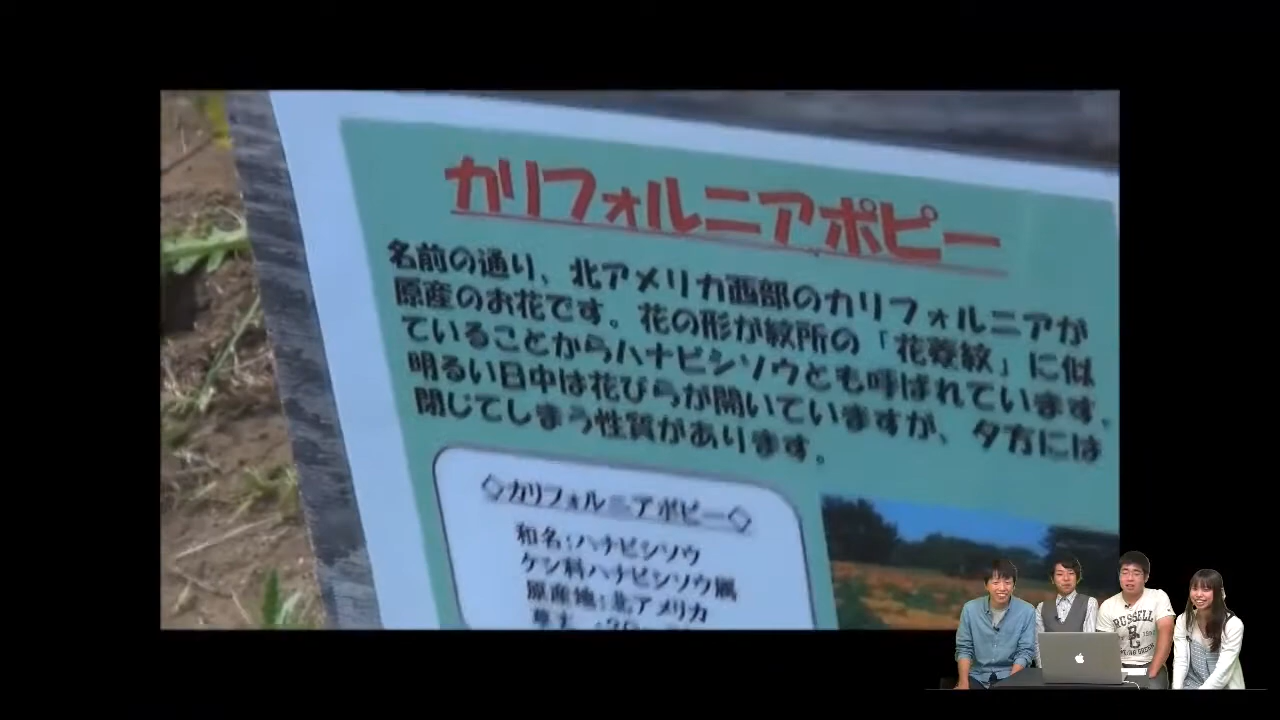 カリフォルニアポピー
名前の通り、北アメリカ西部のカリフォルニアが
原産のお花です。花の形が紋所の「花菱紋」に似
ていることからハナビシソウとも呼ばれています。
明るい日中は花びらが開いていますが、夕方には
閉じてしまう性質があります。
◇カリフォルニアポピー◇
和名:ハナビシソウ
ケシ科ハナビシソウ属
原産地:北アメリカ
RUSSELL